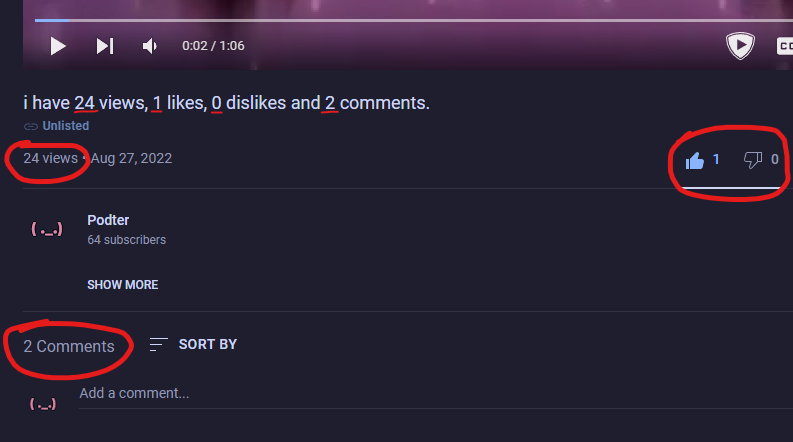 0:02 / 1:06
CC
i have 24 views, 1 likes, 0 dislikes and 2 comments.
Unlisted
24 views • Aug 27, 2022
1 0
( ._.)
Podter
64 subscribers
SHOW MORE
2 Comments
SORT BY
( ._.)
Add a comment...